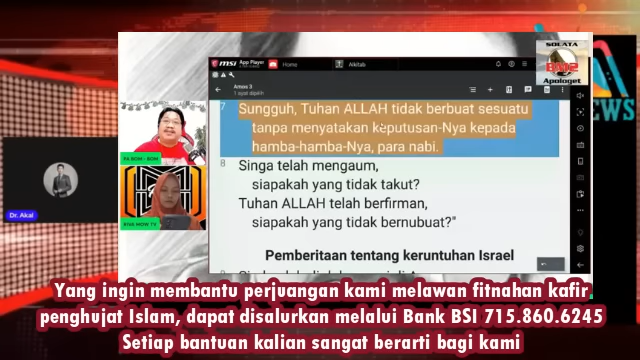 SOLATA
Apologet
msi App Player Home Alkitab
Amos 3
1 ayat dipilih
7 Sungguh, Tuhan ALLAH tidak berbuat sesuatu
tanpa menyatakan keputusan-Nya kepada
hamba-hamba-Nya, para nabi.
8 Singa telah mengaum,
siapakah yang tidak takut?
Tuhan ALLAH telah berfirman,
siapakah yang tidak bernubuat?"
Pemberitaan tentang keruntuhan Israel
NEWS
Dr. Akal
Yang ingin membantu perjuangan kami melawan fitnahan kafir
penghujat Islam, dapat disalurkan melalui Bank BSI 715.860.6245
Setiap bantuan kalian sangat berarti bagi kami